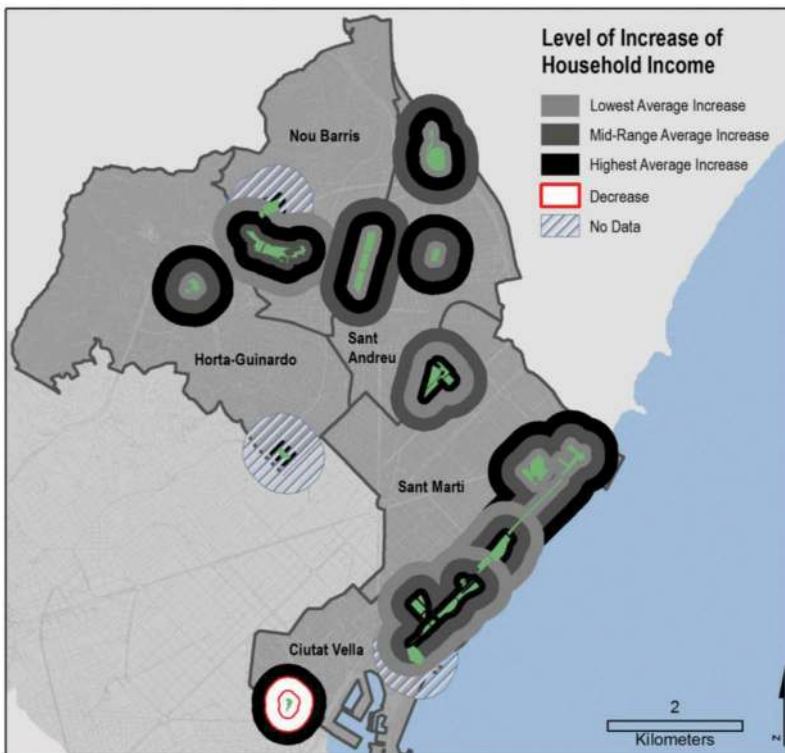 Level of Increase of
Household Income
Lowest Average Increase
Mid-Range Average Increase
Highest Average Increase
Decrease
No Data
Nou Barris
Horta-Guinardo
Sant
Andreu
Sant Marti
Ciutat Vella
2
Kilometers
z